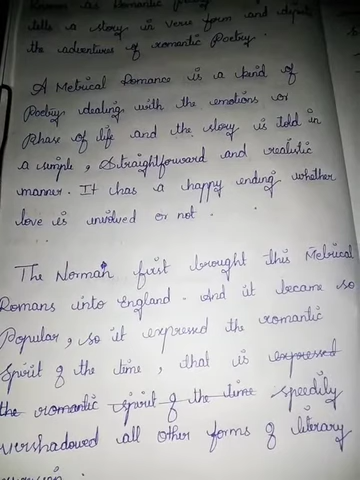 Known as Romantic
tells a story in verse form and depicts
the adventures of romantic Poetry.
A Metrical Romance is a kind of
Poetry dealing with the emotions or
Phase of life and the story is told in
a simple, Straightforward and realistic
manner. It has a happy ending whether
love is involved or not.
The Norman first brought this Metrical
Romans into England. And it became so
Popular, so it expressed the romantic
Spirit of the time, that is expressed
the romantic spirit of the time speedily
overshadowed all other forms of literary